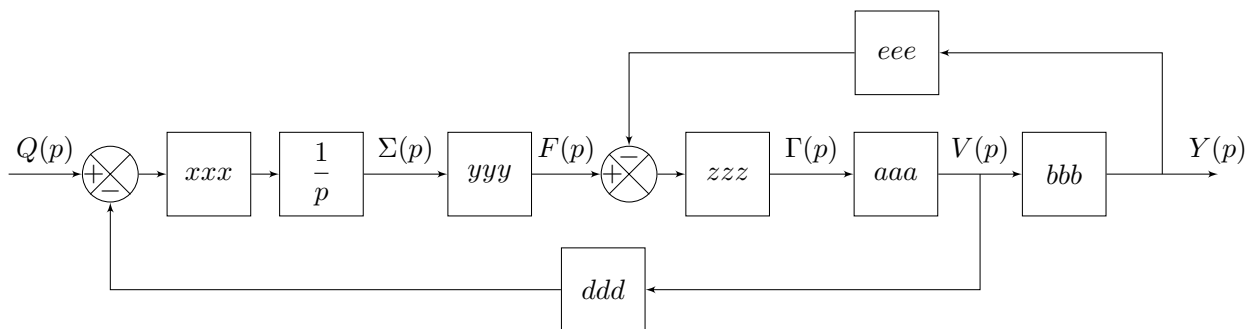 eee
Q(p)
+
−
xxx
1
p
Σ(p)
yyy
F(p)
+
−
zzz
Γ(p)
aaa
V(p)
bbb
Y(p)
ddd